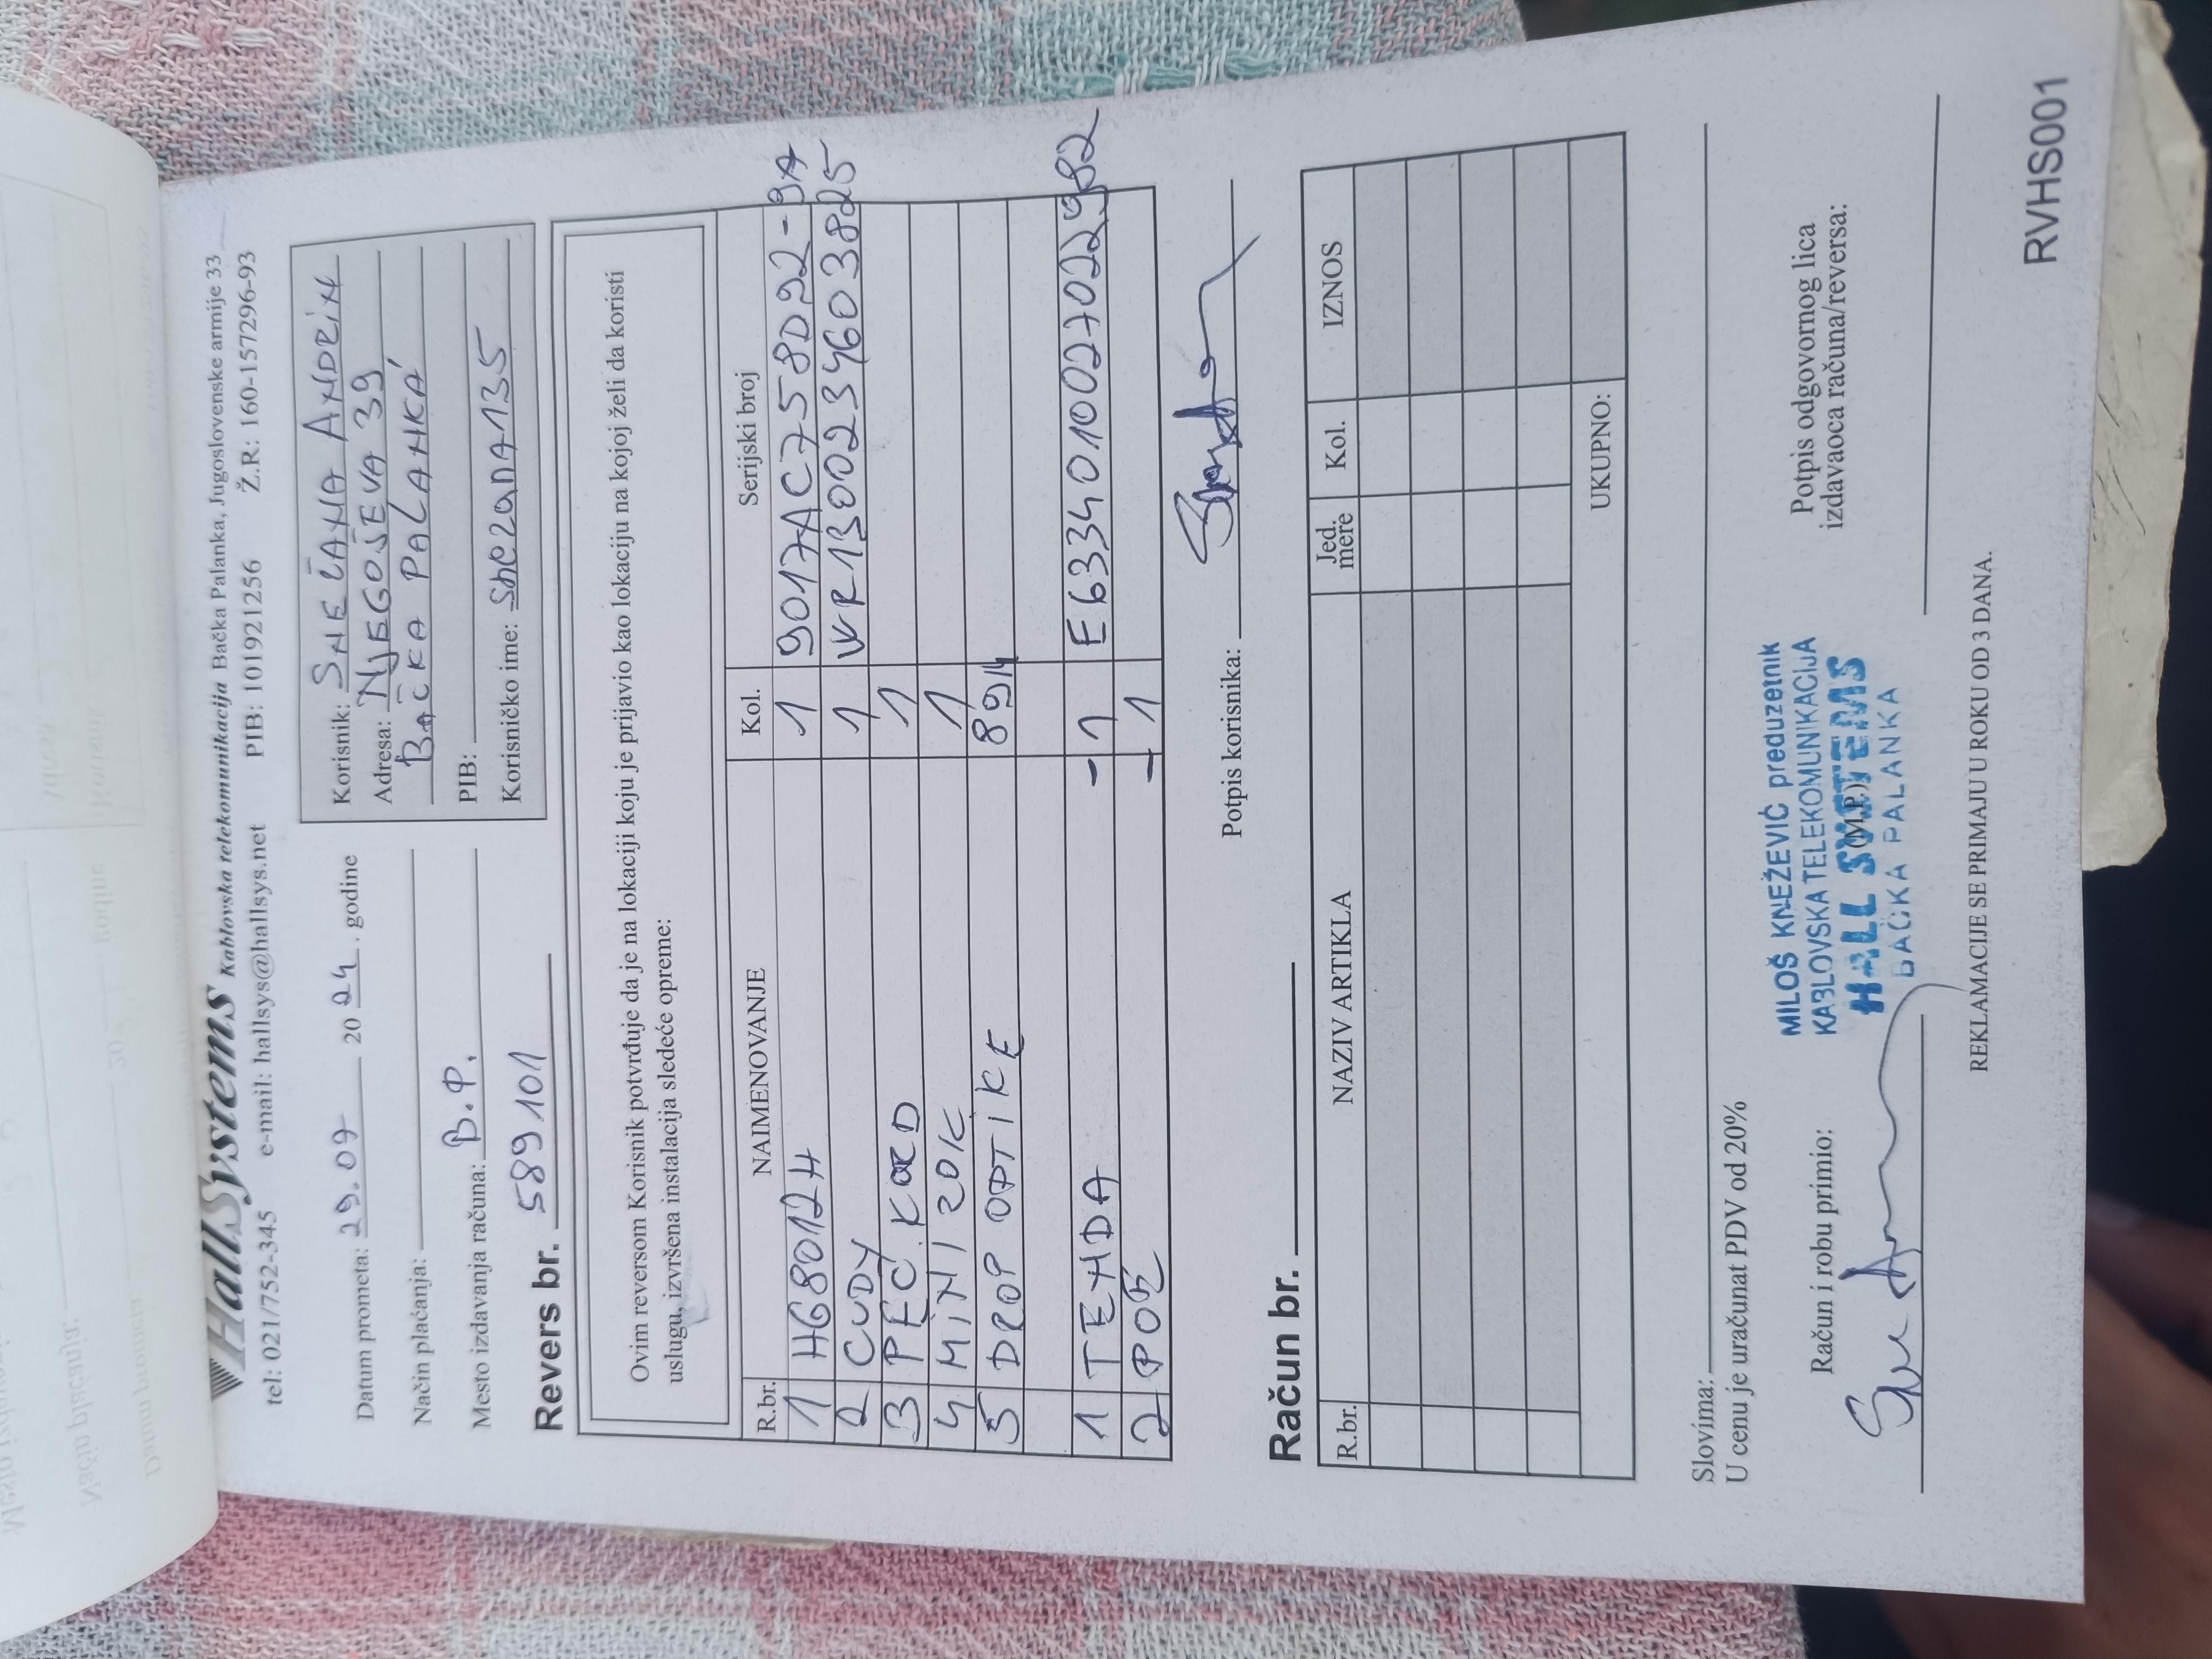 HallSystems Kablovska telekomunikacija Bačka Palanka, Jugoslovenske armije 33
tel: 021/752-345 e-mail: hallsys@hallsys.net PIB: 101921256 Ž.R: 160-157296-93
Datum prometa: 29.07 2024. godine
Način plaćanja:
Mesto izdavanja računa: B.P.
Korisnik: SNEŽANA
Adresa: NJEGOŠEVA 39
BAČKA PALANKA
PIB:
Korisničko ime: snezana135
Revers br. 589101
Ovim reversom Korisnik potvrđuje da je na lokaciji koju je prijavio kao lokaciju na kojoj želi da koristi
uslugu, izvršena instalacija sledeće opreme:
R.br. NAIMENOVANJE Kol. Serijski broj
1 HG8012H 1
2 CUDY 1
3 PEČ. KORD 1
4 MINI ZOK 1
5 DROP OPTIKE 89M
1 TENDA -1 E6334010027022982
2 POE -1
Potpis korisnika:
Račun br.
R.br. NAZIV ARTIKLA Jed. mere Kol. IZNOS
UKUPNO:
Slovima:
U cenu je uračunat PDV od 20%
Račun i robu primio:
MILOŠ KNEŽEVIĆ preduzetnik
KABLOVSKA TELEKOMUNIKACIJA
HALL SYSTEMS
(M.P.)
BAČKA PALANKA
Potpis odgovornog lica
izdavaoca računa/reversa:
REKLAMACIJE SE PRIMAJU U ROKU OD 3 DANA.
RVHS001